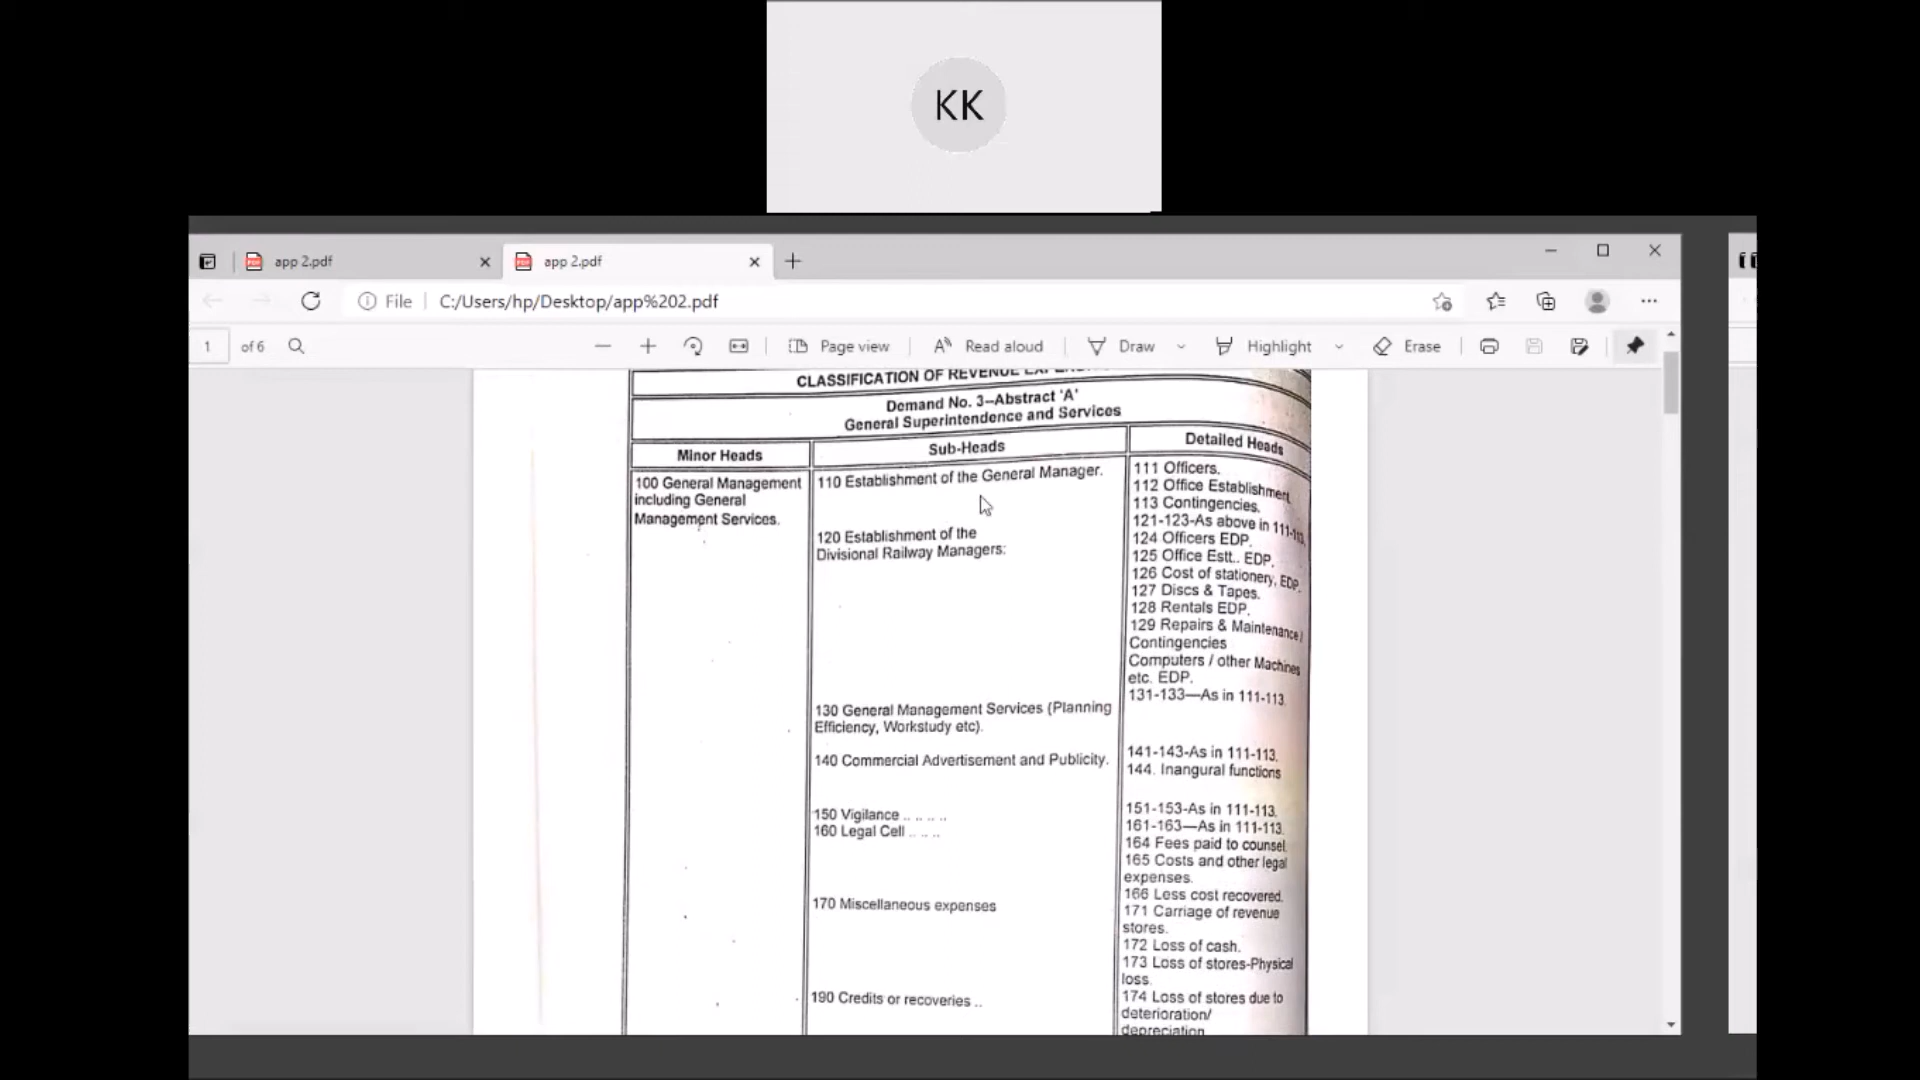 KK
app 2.pdf
app 2.pdf
File
C:/Users/hp/Desktop/app%202.pdf
1
of 6
Page view
Read aloud
Draw
Highlight
Erase
CLASSIFICATION OF REVENUE
Demand No. 3--Abstract 'A'
General Superintendence and Services
Minor Heads
Sub-Heads
Detailed Heads
100 General Management
including General
Management Services.
110 Establishment of the General Manager.
120 Establishment of the
Divisional Railway Managers:
130 General Management Services (Planning
Efficiency, Workstudy etc).
140 Commercial Advertisement and Publicity.
150 Vigilance .. .. .. ..
160 Legal Cell .. .. ..
170 Miscellaneous expenses
190 Credits or recoveries ..
111 Officers.
112 Office Establishment
113 Contingencies.
121-123-As above in 111-113.
124 Officers EDP.
125 Office Estt.. EDP.
126 Cost of stationery, EDP.
127 Discs & Tapes.
128 Rentals EDP.
129 Repairs & Maintenance /
Contingencies
Computers / other Machines
etc. EDP.
131-133—As in 111-113.
141-143-As in 111-113.
144. Inangural functions
151-153-As in 111-113.
161-163—As in 111-113.
164 Fees paid to counsel.
165 Costs and other legal
expenses.
166 Less cost recovered.
171 Carriage of revenue
stores.
172 Loss of cash.
173 Loss of stores-Physical
loss.
174 Loss of stores due to
deterioration/
depreciation